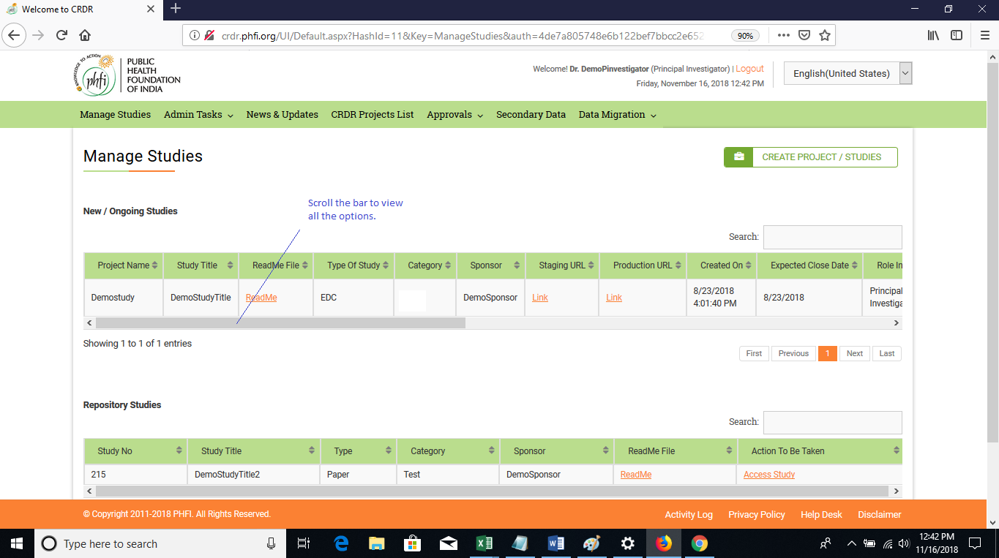 Welcome to CRDR
crdr.phfi.org/UI/Default.aspx?HashId=11&Key=ManageStudies&auth=4de7a805748e6b122bef7bbcc2e652
90%
KNOWLEDGE TO ACTION
phfi
PUBLIC
HEALTH
FOUNDATION
OF INDIA
Welcome! Dr. DemoPinvestigator (Principal Investigator) | Logout
Friday, November 16, 2018 12:42 PM
English(United States)
Manage Studies Admin Tasks News & Updates CRDR Projects List Approvals Secondary Data Data Migration
Manage Studies
CREATE PROJECT / STUDIES
Scroll the bar to view
all the options.
New / Ongoing Studies
Search:
Project Name Study Title ReadMe File Type Of Study Category Sponsor Staging URL Production URL Created On Expected Close Date Role In
Demostudy DemoStudyTitle ReadMe EDC DemoSponsor Link Link 8/23/2018 4:01:40 PM 8/23/2018 Principal Investiga
Showing 1 to 1 of 1 entries
First Previous 1 Next Last
Repository Studies
Search:
Study No Study Title Type Category Sponsor ReadMe File Action To Be Taken
215 DemoStudyTitle2 Paper Test DemoSponsor ReadMe Access Study
© Copyright 2011-2018 PHFI. All Rights Reserved.
Activity Log Privacy Policy Help Desk Disclaimer
Type here to search
12:42 PM
11/16/2018